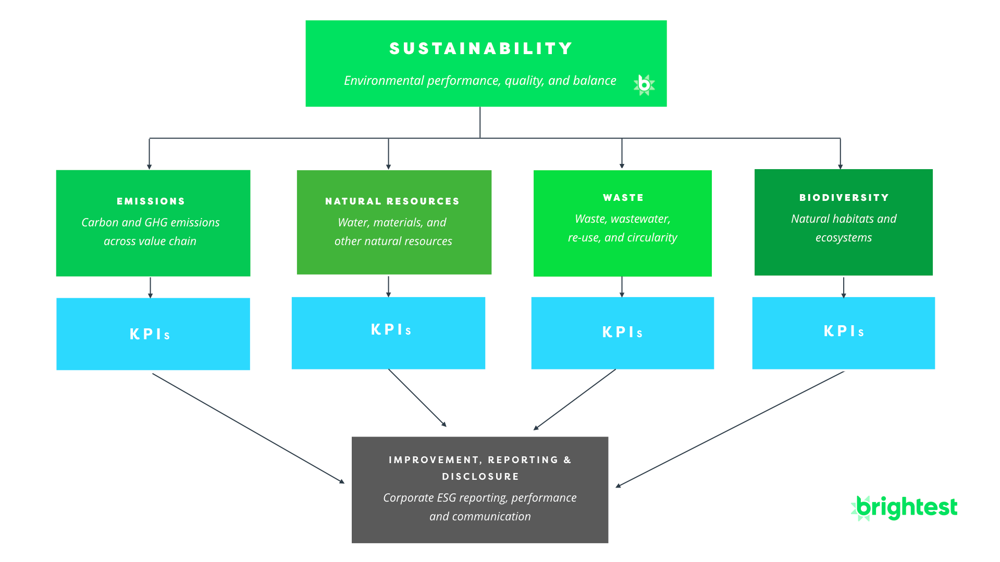 SUSTAINABILITY
Environmental performance, quality, and balance
b
EMISSIONS
Carbon and GHG emissions
across value chain
NATURAL RESOURCES
Water, materials, and
other natural resources
WASTE
Waste, wastewater,
re-use, and circularity
BIODIVERSITY
Natural habitats and
ecosystems
KPIs
KPIs
KPIs
KPIs
IMPROVEMENT, REPORTING &
DISCLOSURE
Corporate ESG reporting, performance
and communication
brightest